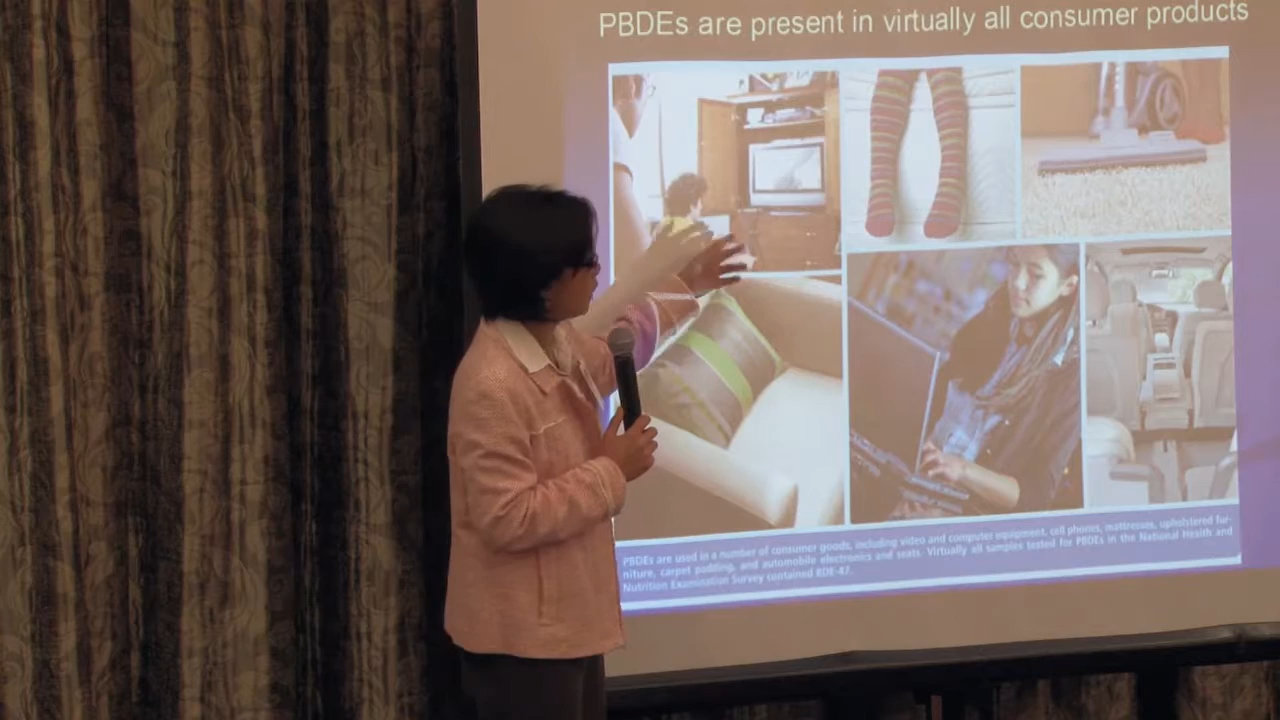 PBDEs are present in virtually all consumer products
PBDEs are used in a number of consumer goods, including video and computer equipment, cell phones, mattresses, upholstered fur-
niture, carpet padding, and automobile electronics and seats. Virtually all samples tested for PBDEs in the National Health and
Nutrition Examination Survey contained BDE-47.